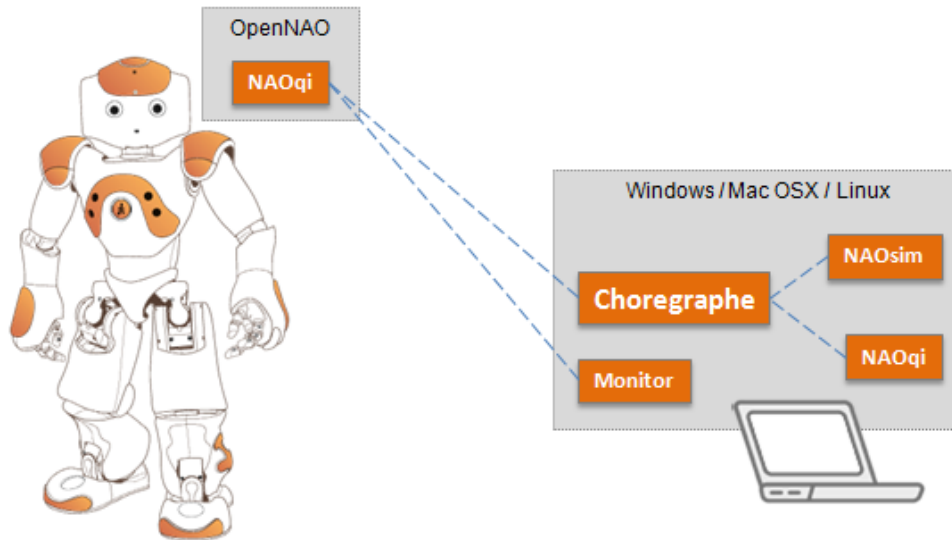 OpenNAO
NAOqi
Windows / Mac OSX / Linux
NAOsim
Choregraphe
NAOqi
Monitor